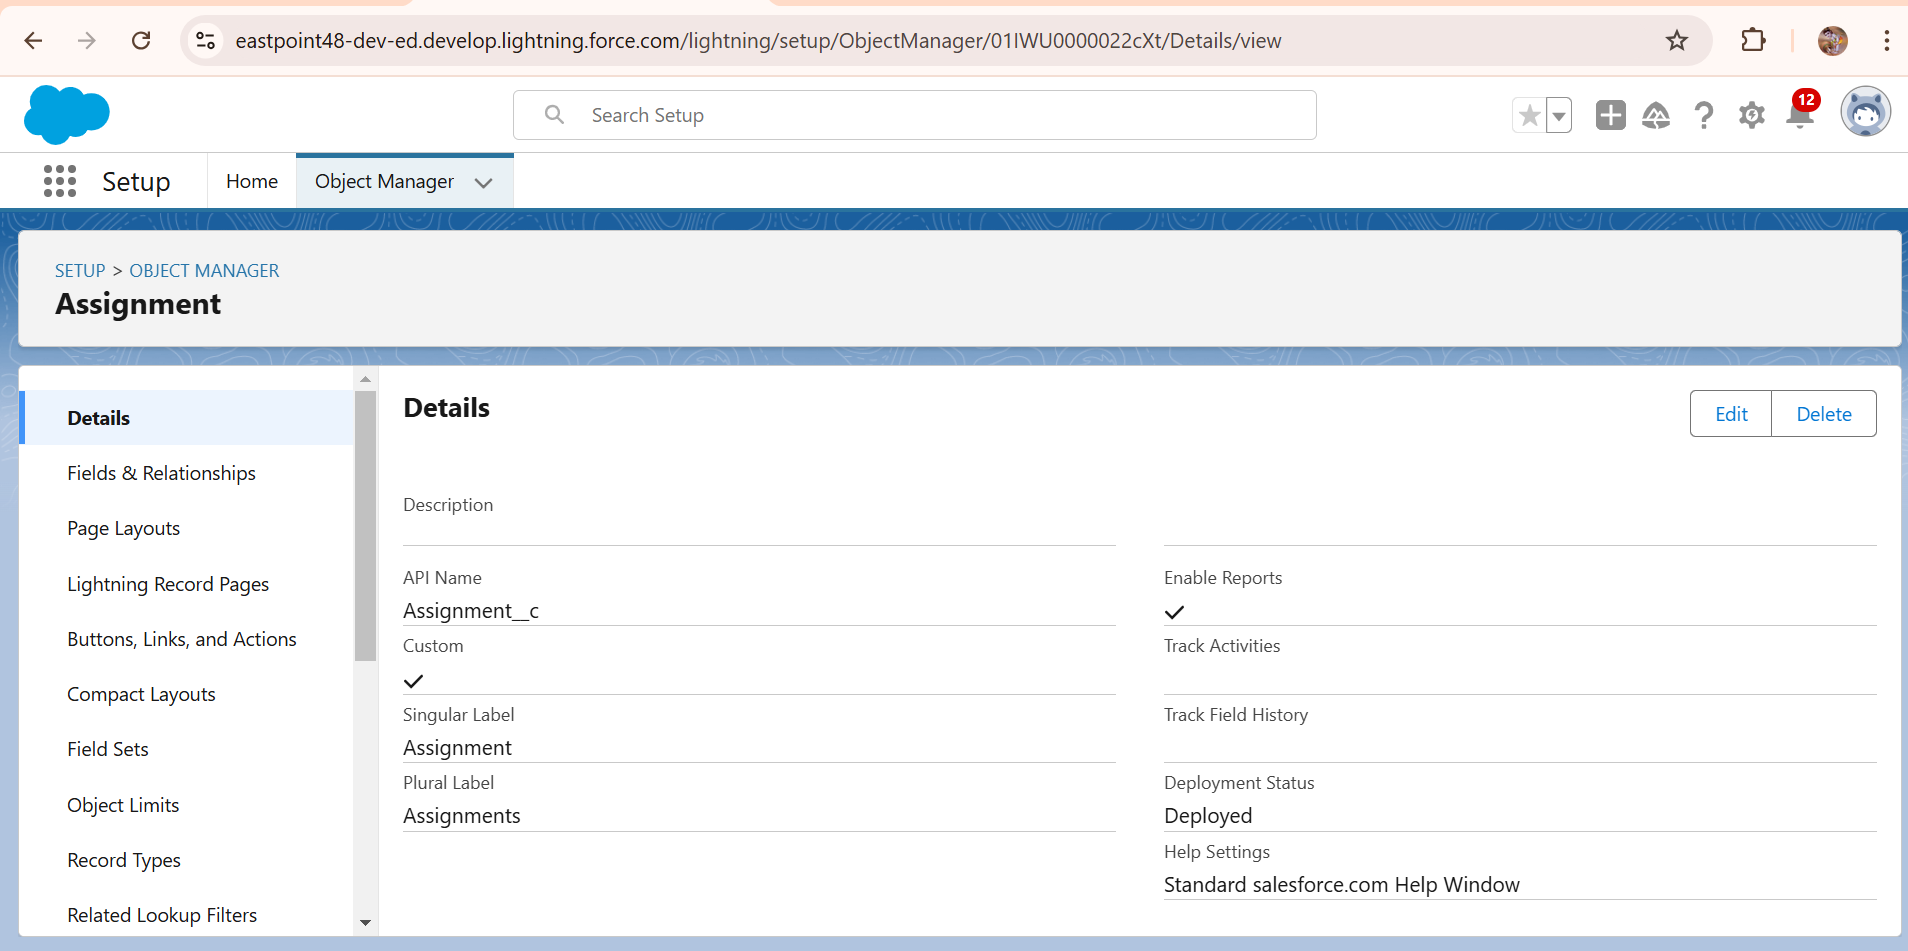 eastpoint48-dev-ed.develop.lightning.force.com/lightning/setup/ObjectManager/01IWU0000022cXt/Details/view
Search Setup
12
Setup
Home
Object Manager
SETUP > OBJECT MANAGER
Assignment
Details
Fields & Relationships
Page Layouts
Lightning Record Pages
Buttons, Links, and Actions
Compact Layouts
Field Sets
Object Limits
Record Types
Related Lookup Filters
Details
Edit
Delete
Description
API Name
Assignment__c
Custom
Singular Label
Assignment
Plural Label
Assignments
Enable Reports
Track Activities
Track Field History
Deployment Status
Deployed
Help Settings
Standard salesforce.com Help Window